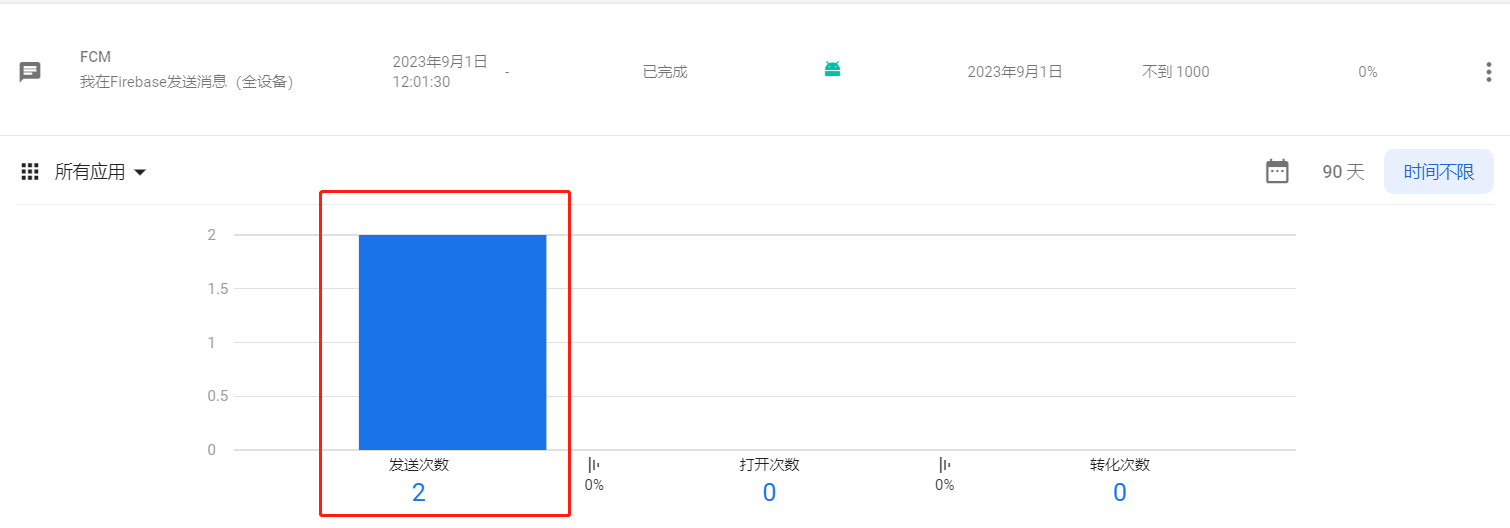 FCM
我在Firebase发送消息（全设备）
2023年9月1日
12:01:30
-
已完成
2023年9月1日
不到 1000
0%
所有应用
90 天
时间不限
2
1.5
1
0.5
0
发送次数
2
0%
打开次数
0
0%
转化次数
0